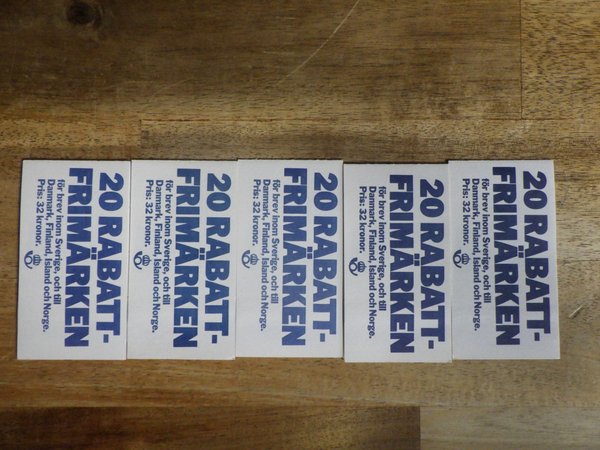 20 RABATT-
FRIMÄRKEN
för brev inom Sverige, och till
Danmark, Finland, Island och Norge.
Pris: 32 kronor.
20 RABATT-
FRIMÄRKEN
för brev inom Sverige, och till
Danmark, Finland, Island och Norge.
Pris: 32 kronor.
20 RABATT-
FRIMÄRKEN
för brev inom Sverige, och till
Danmark, Finland, Island och Norge.
Pris: 32 kronor.
20 RABATT-
FRIMÄRKEN
för brev inom Sverige, och till
Danmark, Finland, Island och Norge.
Pris: 32 kronor.
20 RABATT-
FRIMÄRKEN
för brev inom Sverige, och till
Danmark, Finland, Island och Norge.
Pris: 32 kronor.